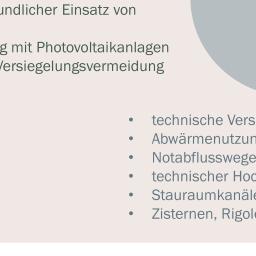 undlicher Einsatz von
g mit Photovoltaikanlagen
Versiegelungsvermeidung
• technische Vers
• Abwärmenutzun
• Notabflusswege
• technischer Hoc
• Stauraumkanäle
• Zisternen, Rigole